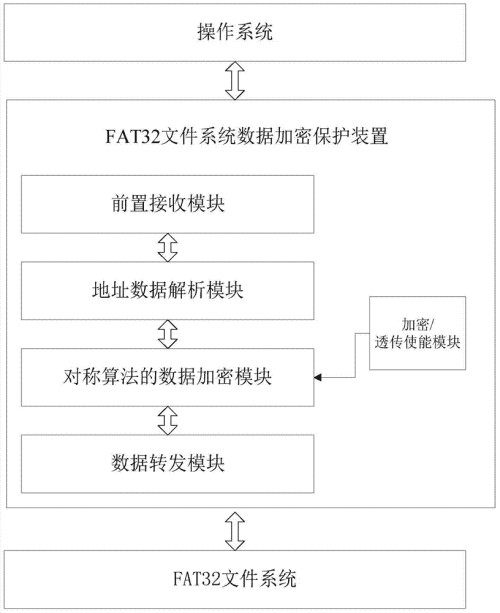 操作系统
FAT32文件系统数据加密保护装置
前置接收模块
地址数据解析模块
加密/
透传使能模块
对称算法的数据加密模块
数据转发模块
FAT32文件系统